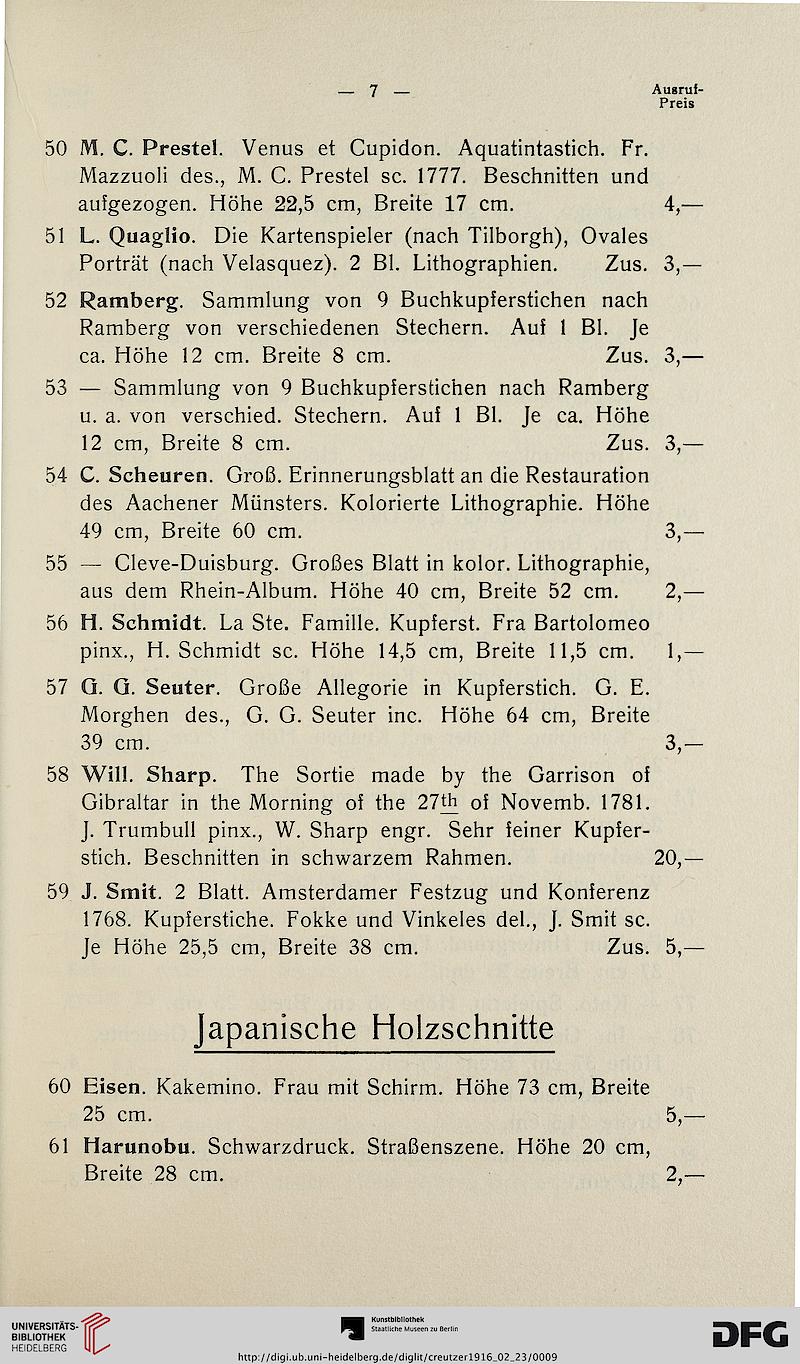 — 7 —
Ausruf-
Preis
50 M. C. Prestel. Venus et Cupidon. Aquatintastich. Fr.
Mazzuoli des., M. C. Prestel sc. 1777. Beschnitten und
aufgezogen. Höhe 22,5 cm, Breite 17 cm. 4,—
51 L. Quaglio. Die Kartenspieler (nach Tilborgh), Ovales
Porträt (nach Velasquez). 2 Bl. Lithographien. Zus. 3,—
52 Ramberg. Sammlung von 9 Buchkupferstichen nach
Ramberg von verschiedenen Stechern. Auf 1 Bl. Je
ca. Höhe 12 cm. Breite 8 cm. Zus. 3,—
53 — Sammlung von 9 Buchkupferstichen nach Ramberg
u. a. von verschied. Stechern. Auf 1 Bl. Je ca. Höhe
12 cm, Breite 8 cm. Zus. 3,—
54 C. Scheuren. Groß. Erinnerungsblatt an die Restauration
des Aachener Münsters. Kolorierte Lithographie. Höhe
49 cm, Breite 60 cm. 3,—
55 — Cleve-Duisburg. Großes Blatt in kolor. Lithographie,
aus dem Rhein-Album. Höhe 40 cm, Breite 52 cm. 2,—
56 H. Schmidt. La Ste. Famille. Kupferst. Fra Bartolomeo
pinx., H. Schmidt sc. Höhe 14,5 cm, Breite 11,5 cm. 1,—
57 G. G. Seuter. Große Allegorie in Kupferstich. G. E.
Morghen des., G. G. Seuter inc. Höhe 64 cm, Breite
39 cm. 3,—
58 Will. Sharp. The Sortie made by the Garrison of
Gibraltar in the Morning of the 27th of Novemb. 1781.
J. Trumbull pinx., W. Sharp engr. Sehr feiner Kupfer-
stich. Beschnitten in schwarzem Rahmen. 20,—
59 J. Smit. 2 Blatt. Amsterdamer Festzug und Konferenz
1768. Kupferstiche. Fokke und Vinkeles del., J. Smit sc.
Je Höhe 25,5 cm, Breite 38 cm. Zus. 5,—
Japanische Holzschnitte
60 Eisen. Kakemino. Frau mit Schirm. Höhe 73 cm, Breite
25 cm. 5,—
61 Harunobu. Schwarzdruck. Straßenszene. Höhe 20 cm,
Breite 28 cm. 2,—
UNIVERSITÄTS-
BIBLIOTHEK
HEIDELBERG
Kunstbibliothek
Staatliche Museen zu Berlin
DFG
http://digi.ub.uni-heidelberg.de/diglit/creutzer1916_02_23/0009